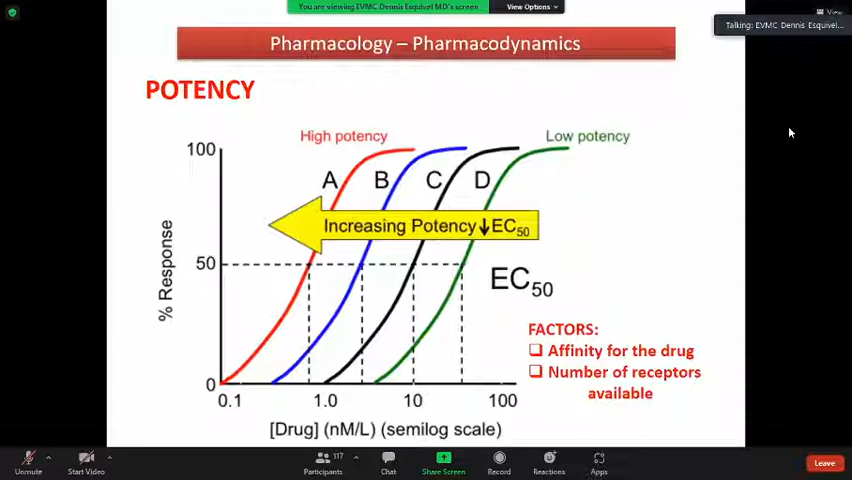 You are viewing EVMC-Dennis Esquivel MD's screen
View Options
View
Talking: EVMC Dennis Esquivel...
Pharmacology – Pharmacodynamics
POTENCY
High potency
Low potency
100
A
B
C
D
Increasing Potency ↓ EC50
50
% Response
EC50
FACTORS:
❑ Affinity for the drug
❑ Number of receptors
available
0
0.1
1.0
10
100
[Drug] (nM/L) (semilog scale)
117
Unmute
Start Video
Participants
Chat
Share Screen
Record
Reactions
Apps
Leave